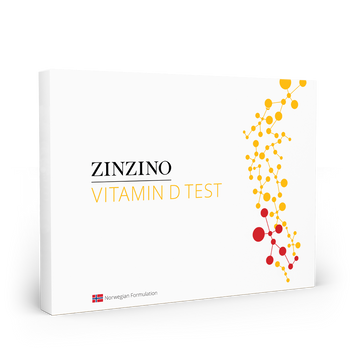 ZINZINO
VITAMIN D TEST
Norwegian Formulation